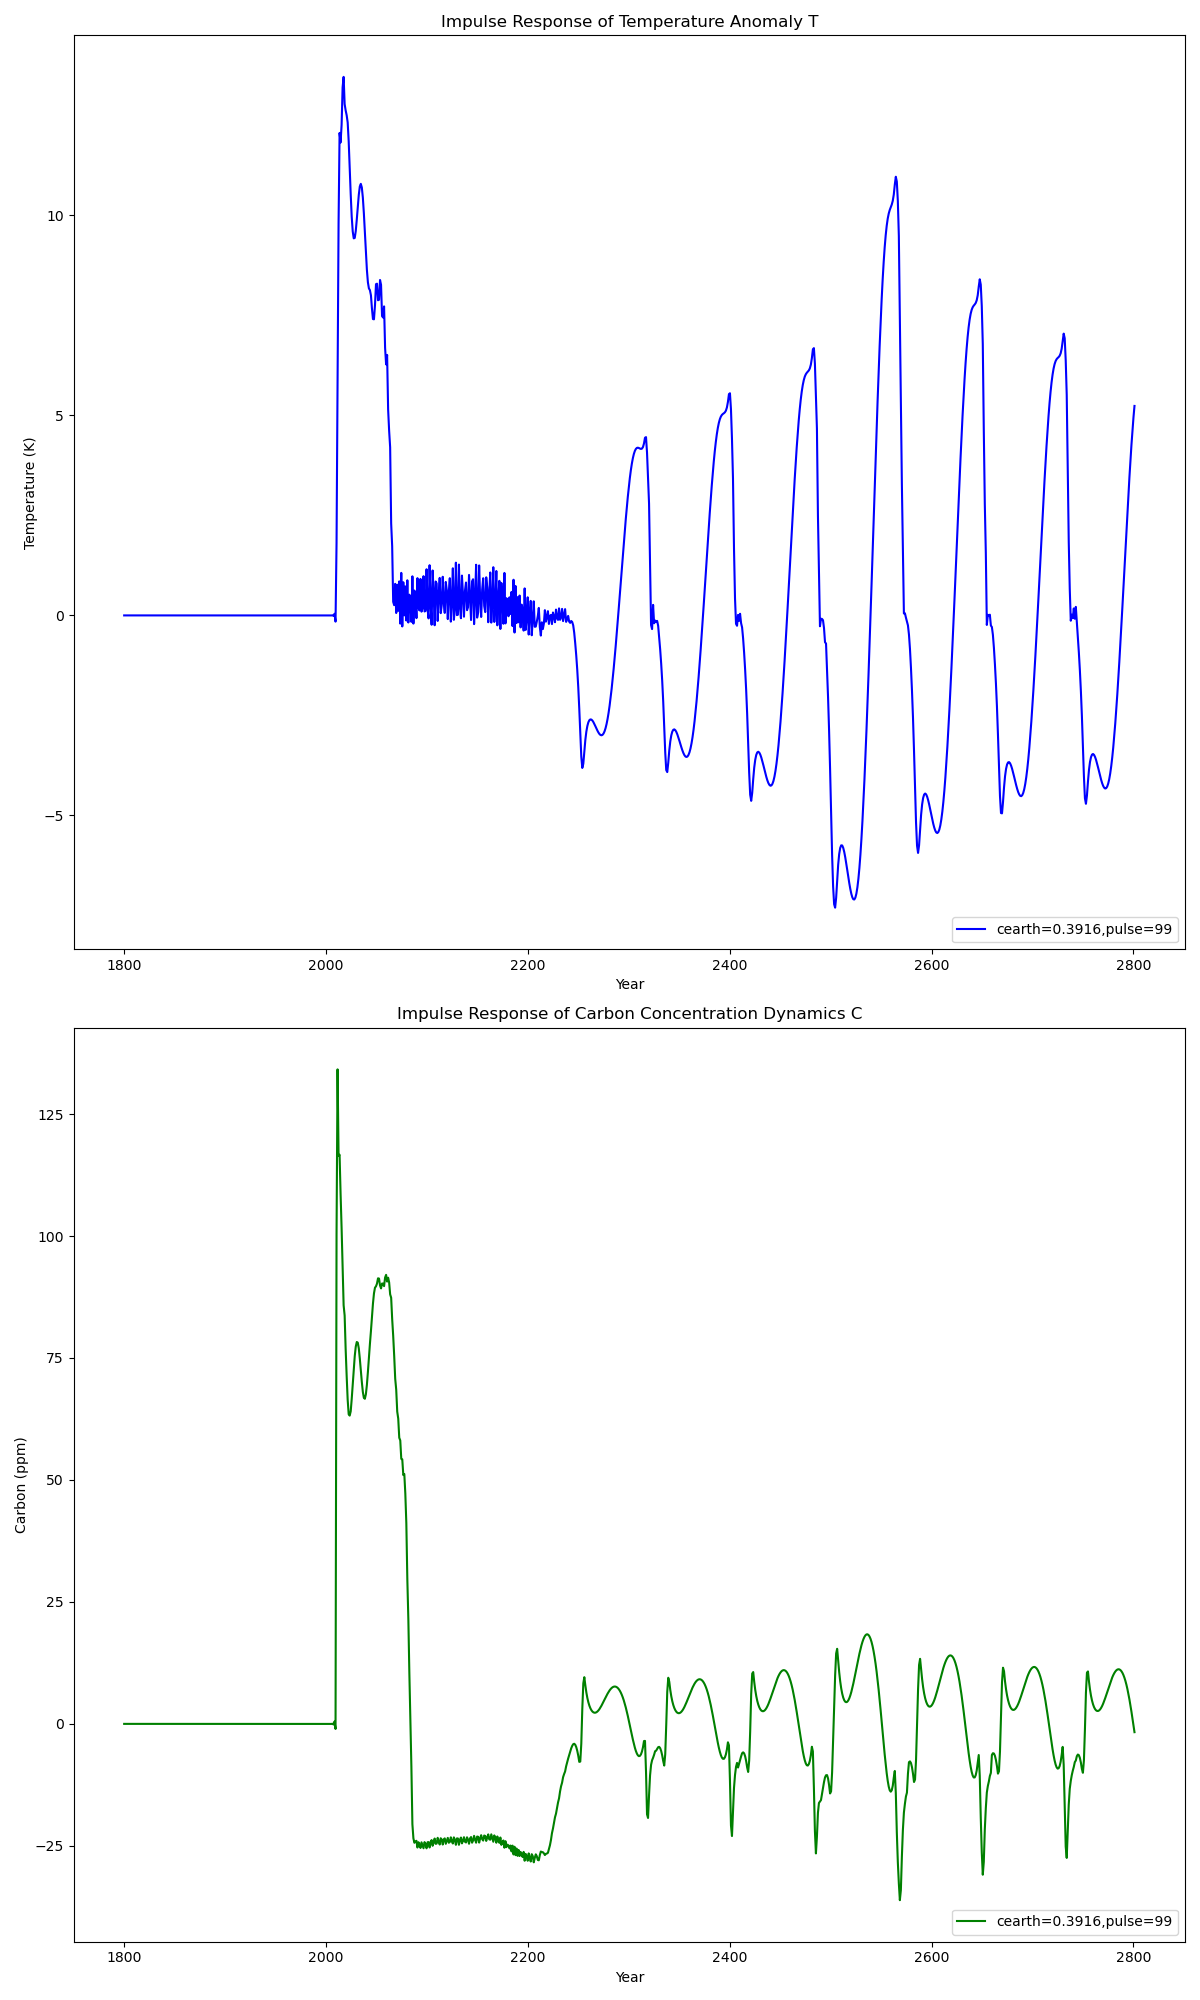 Impulse Response of Temperature Anomaly T
10
5
0
−5
Temperature (K)
cearth=0.3916,pulse=99
1800 2000 2200 2400 2600 2800
Year
Impulse Response of Carbon Concentration Dynamics C
125
100
75
50
25
0
−25
Carbon (ppm)
cearth=0.3916,pulse=99
1800 2000 2200 2400 2600 2800
Year